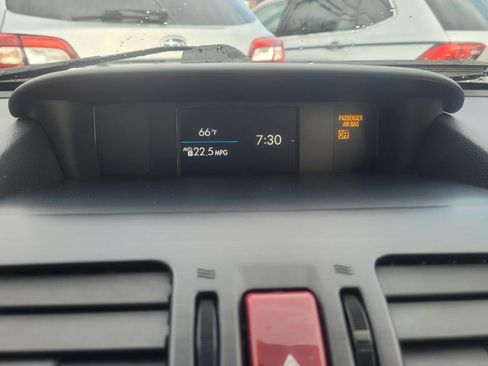 66°F
7:30
AVG 22.5 MPG
PASSENGER
AIR BAG
OFF